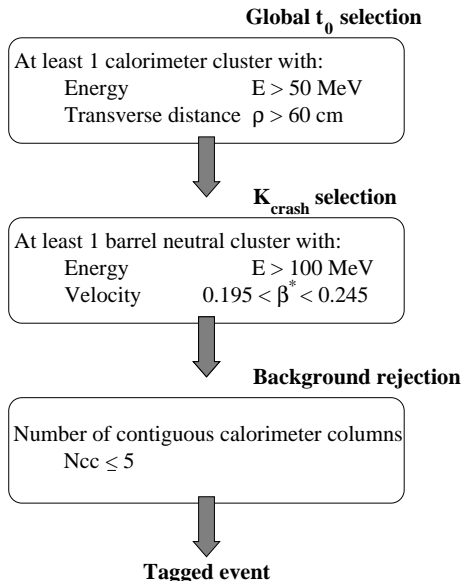 Global t₀ selection
At least 1 calorimeter cluster with:
Energy E > 50 MeV
Transverse distance ρ > 60 cm
K_crash selection
At least 1 barrel neutral cluster with:
Energy E > 100 MeV
Velocity 0.195 < β* < 0.245
Background rejection
Number of contiguous calorimeter columns
Ncc ≤ 5
Tagged event